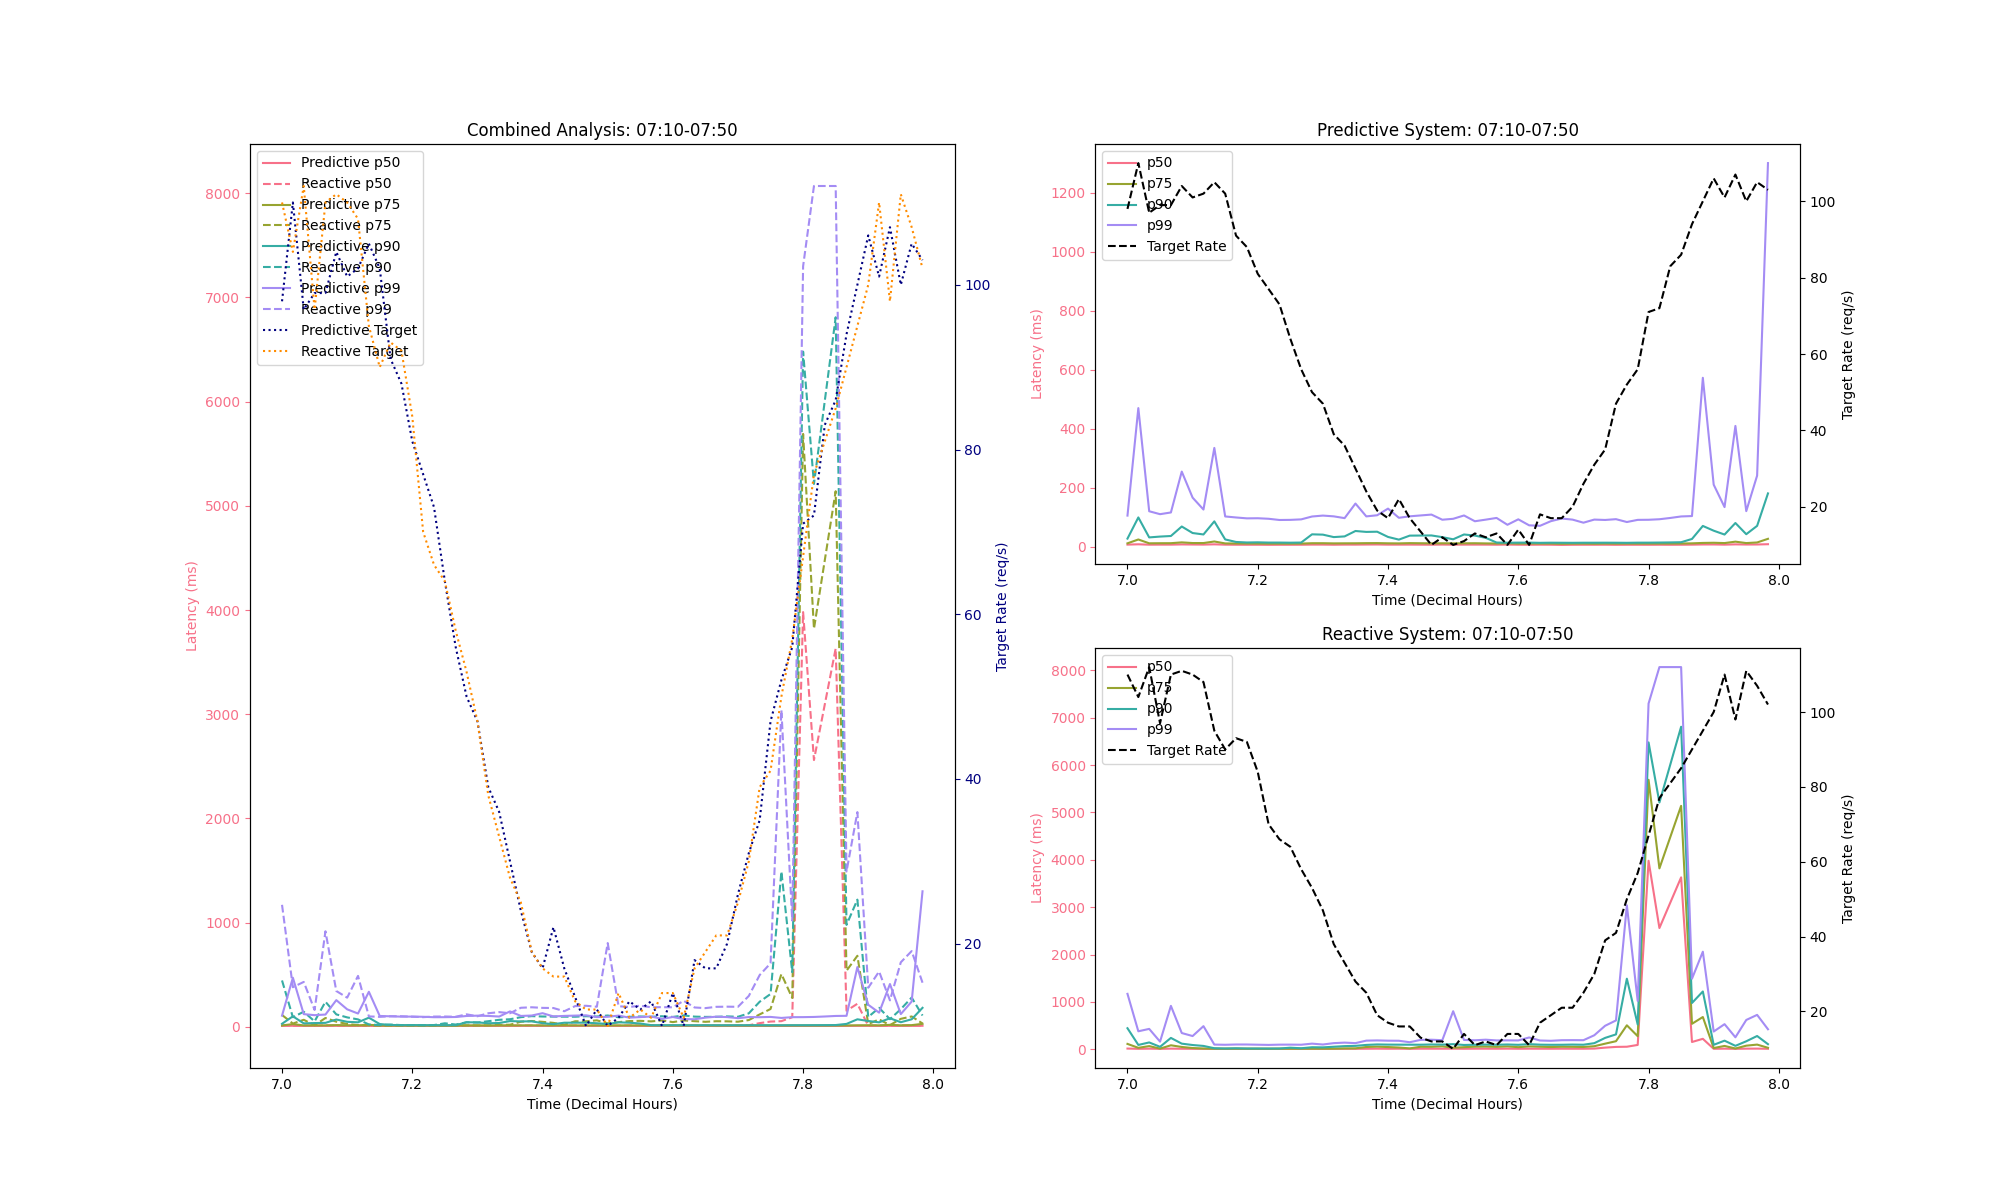 Combined Analysis: 07:10-07:50
Predictive p50
Reactive p50
Predictive p75
Reactive p75
Predictive p90
Reactive p90
Predictive p99
Reactive p99
Predictive Target
Reactive Target
8000
7000
6000
5000
4000
3000
2000
1000
0
Latency (ms)
100
80
60
40
20
Target Rate (req/s)
7.0 7.2 7.4 7.6 7.8 8.0
Time (Decimal Hours)
Predictive System: 07:10-07:50
p50
p75
p90
p99
Target Rate
1200
1000
800
600
400
200
0
Latency (ms)
100
80
60
40
20
Target Rate (req/s)
7.0 7.2 7.4 7.6 7.8 8.0
Time (Decimal Hours)
Reactive System: 07:10-07:50
p50
p75
p90
p99
Target Rate
8000
7000
6000
5000
4000
3000
2000
1000
0
Latency (ms)
100
80
60
40
20
Target Rate (req/s)
7.0 7.2 7.4 7.6 7.8 8.0
Time (Decimal Hours)